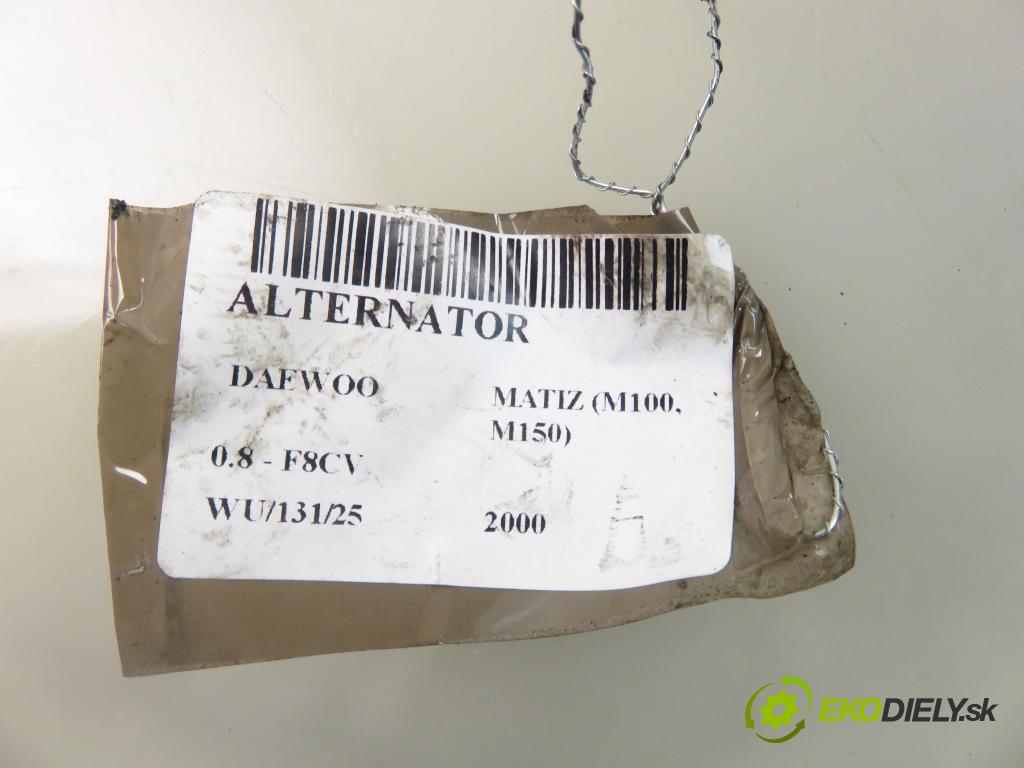 ALTERNATOR
DAEWOO
MATIZ (M100,
M150)
0.8 - F8CV
WU/131/25
2000
EKODIELY.sk